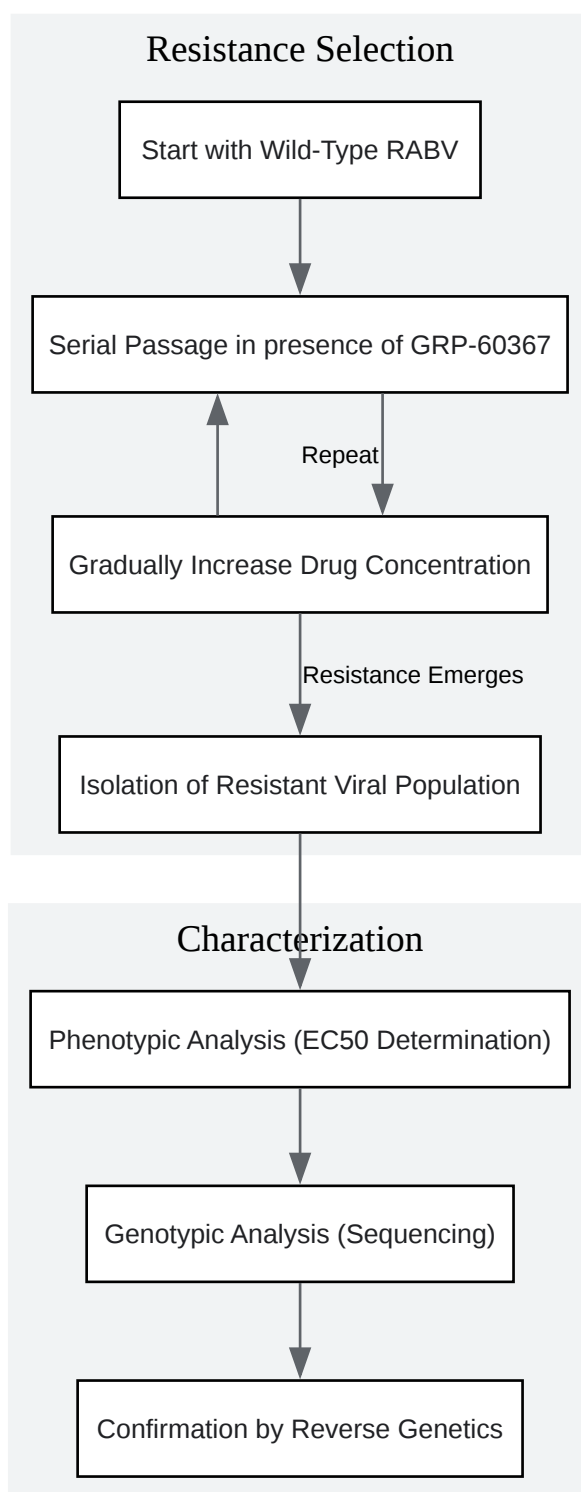 Resistance Selection
Start with Wild-Type RABV
Serial Passage in presence of GRP-60367
Repeat
Gradually Increase Drug Concentration
Resistance Emerges
Isolation of Resistant Viral Population
Characterization
Phenotypic Analysis (EC50 Determination)
Genotypic Analysis (Sequencing)
Confirmation by Reverse Genetics